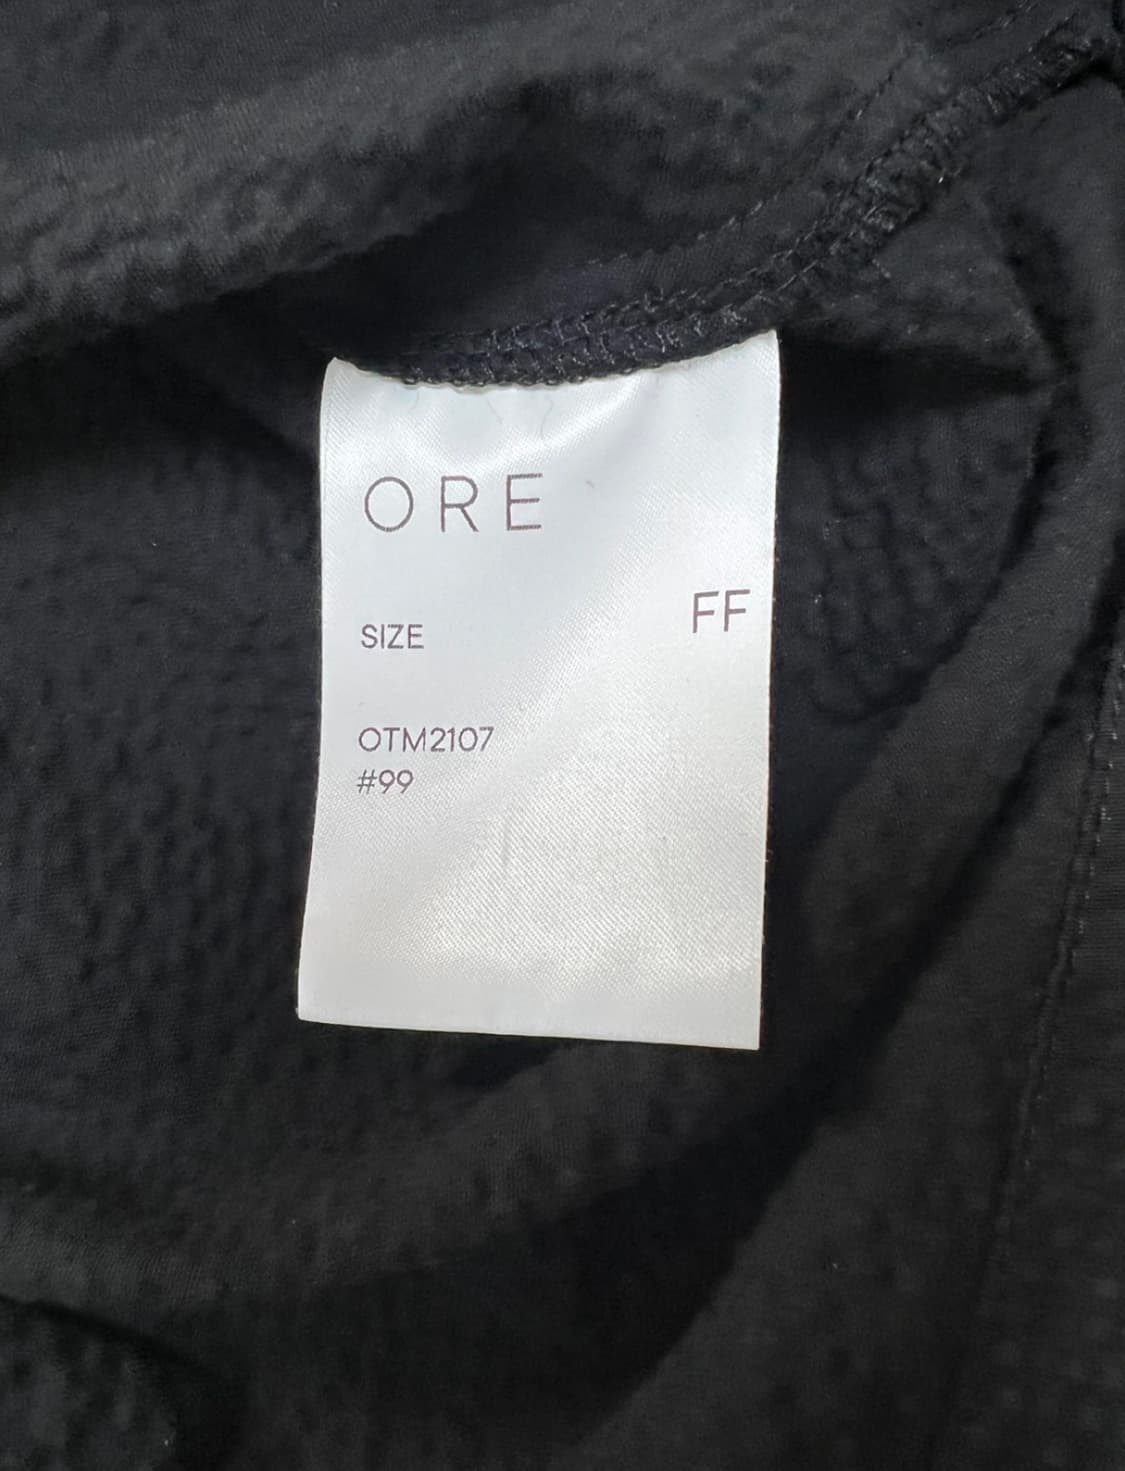 ORE
SIZE FF
OTM2107
#99